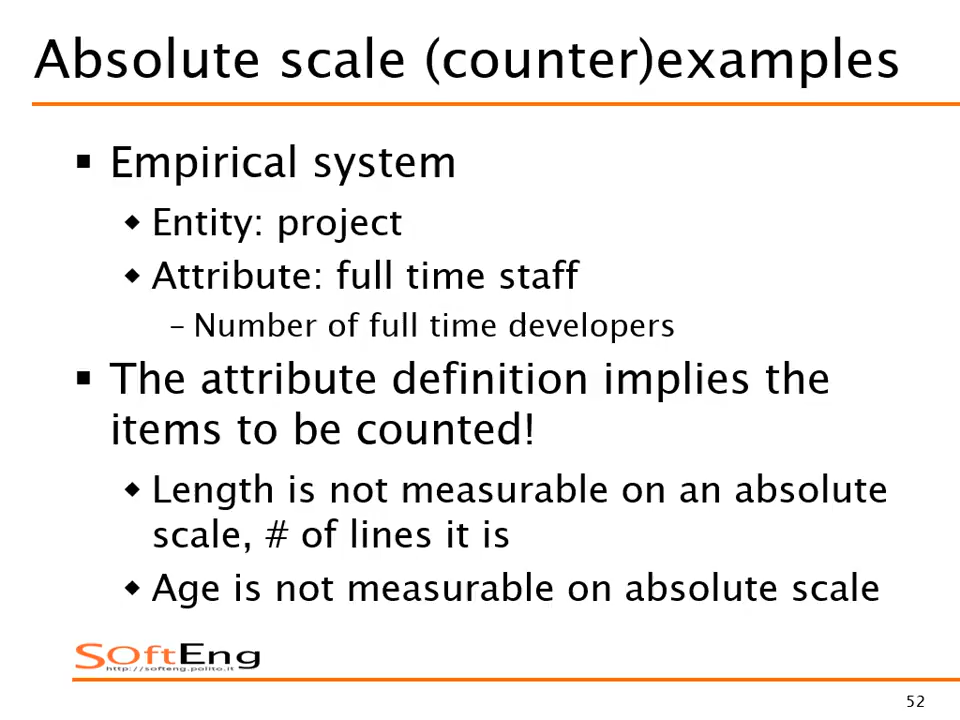 Absolute scale (counter)examples
▪ Empirical system
◆ Entity: project
◆ Attribute: full time staff
– Number of full time developers
▪ The attribute definition implies the
items to be counted!
◆ Length is not measurable on an absolute
scale, # of lines it is
◆ Age is not measurable on absolute scale
SOftEng
http://softeng.polito.it
52